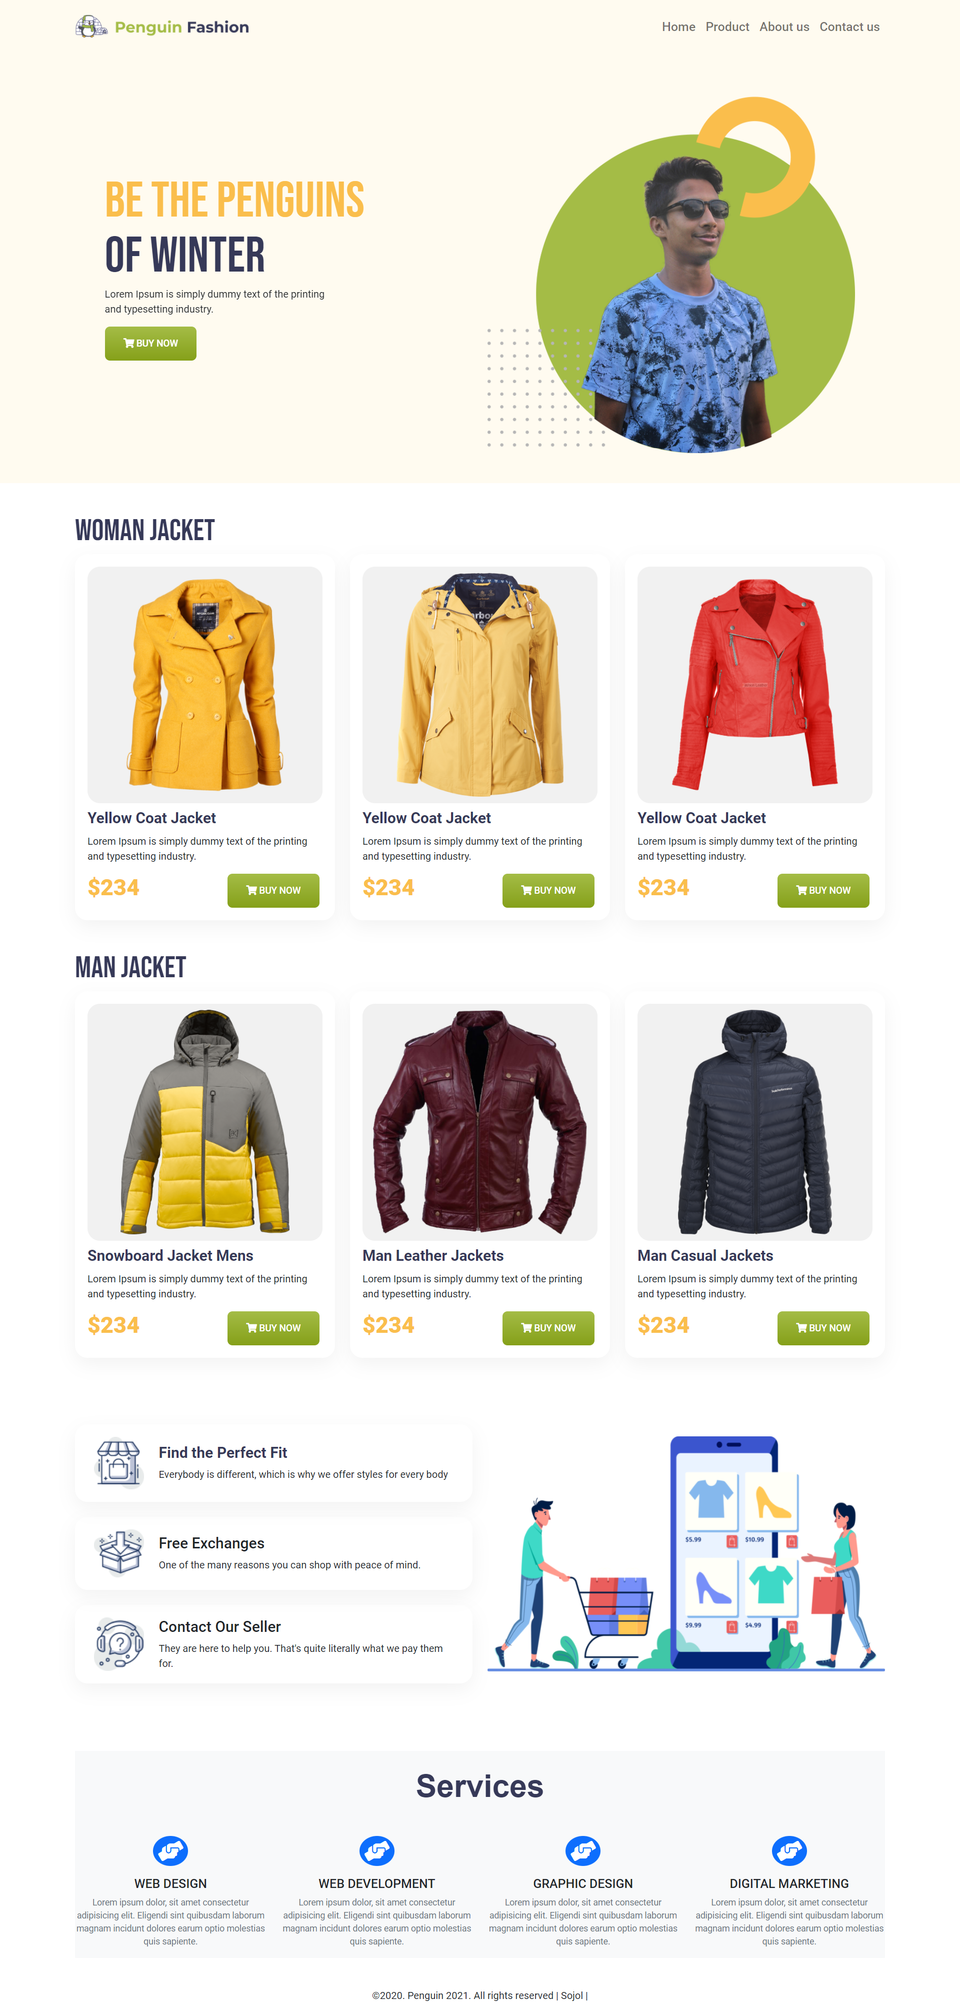 Penguin Fashion
Home Product About us Contact us
BE THE PENGUINS
OF WINTER
Lorem Ipsum is simply dummy text of the printing
and typesetting industry.
BUY NOW
WOMAN JACKET
Yellow Coat Jacket
Lorem Ipsum is simply dummy text of the printing
and typesetting industry.
$234
BUY NOW
Yellow Coat Jacket
Lorem Ipsum is simply dummy text of the printing
and typesetting industry.
$234
BUY NOW
Yellow Coat Jacket
Lorem Ipsum is simply dummy text of the printing
and typesetting industry.
$234
BUY NOW
MAN JACKET
Snowboard Jacket Mens
Lorem Ipsum is simply dummy text of the printing
and typesetting industry.
$234
BUY NOW
Man Leather Jackets
Lorem Ipsum is simply dummy text of the printing
and typesetting industry.
$234
BUY NOW
Man Casual Jackets
Lorem Ipsum is simply dummy text of the printing
and typesetting industry.
$234
BUY NOW
Find the Perfect Fit
Everybody is different, which is why we offer styles for every body
Free Exchanges
One of the many reasons you can shop with peace of mind.
Contact Our Seller
They are here to help you. That's quite literally what we pay them
for.
$5.99
$10.99
$9.99
$4.99
Services
WEB DESIGN
Lorem ipsum dolor, sit amet consectetur
adipisicing elit. Eligendi sint quibusdam laborum
magnam incidunt dolores earum optio molestias
quis sapiente.
WEB DEVELOPMENT
Lorem ipsum dolor, sit amet consectetur
adipisicing elit. Eligendi sint quibusdam laborum
magnam incidunt dolores earum optio molestias
quis sapiente.
GRAPHIC DESIGN
Lorem ipsum dolor, sit amet consectetur
adipisicing elit. Eligendi sint quibusdam laborum
magnam incidunt dolores earum optio molestias
quis sapiente.
DIGITAL MARKETING
Lorem ipsum dolor, sit amet consectetur
adipisicing elit. Eligendi sint quibusdam laborum
magnam incidunt dolores earum optio molestias
quis sapiente.
©2020. Penguin 2021. All rights reserved | Sojol |